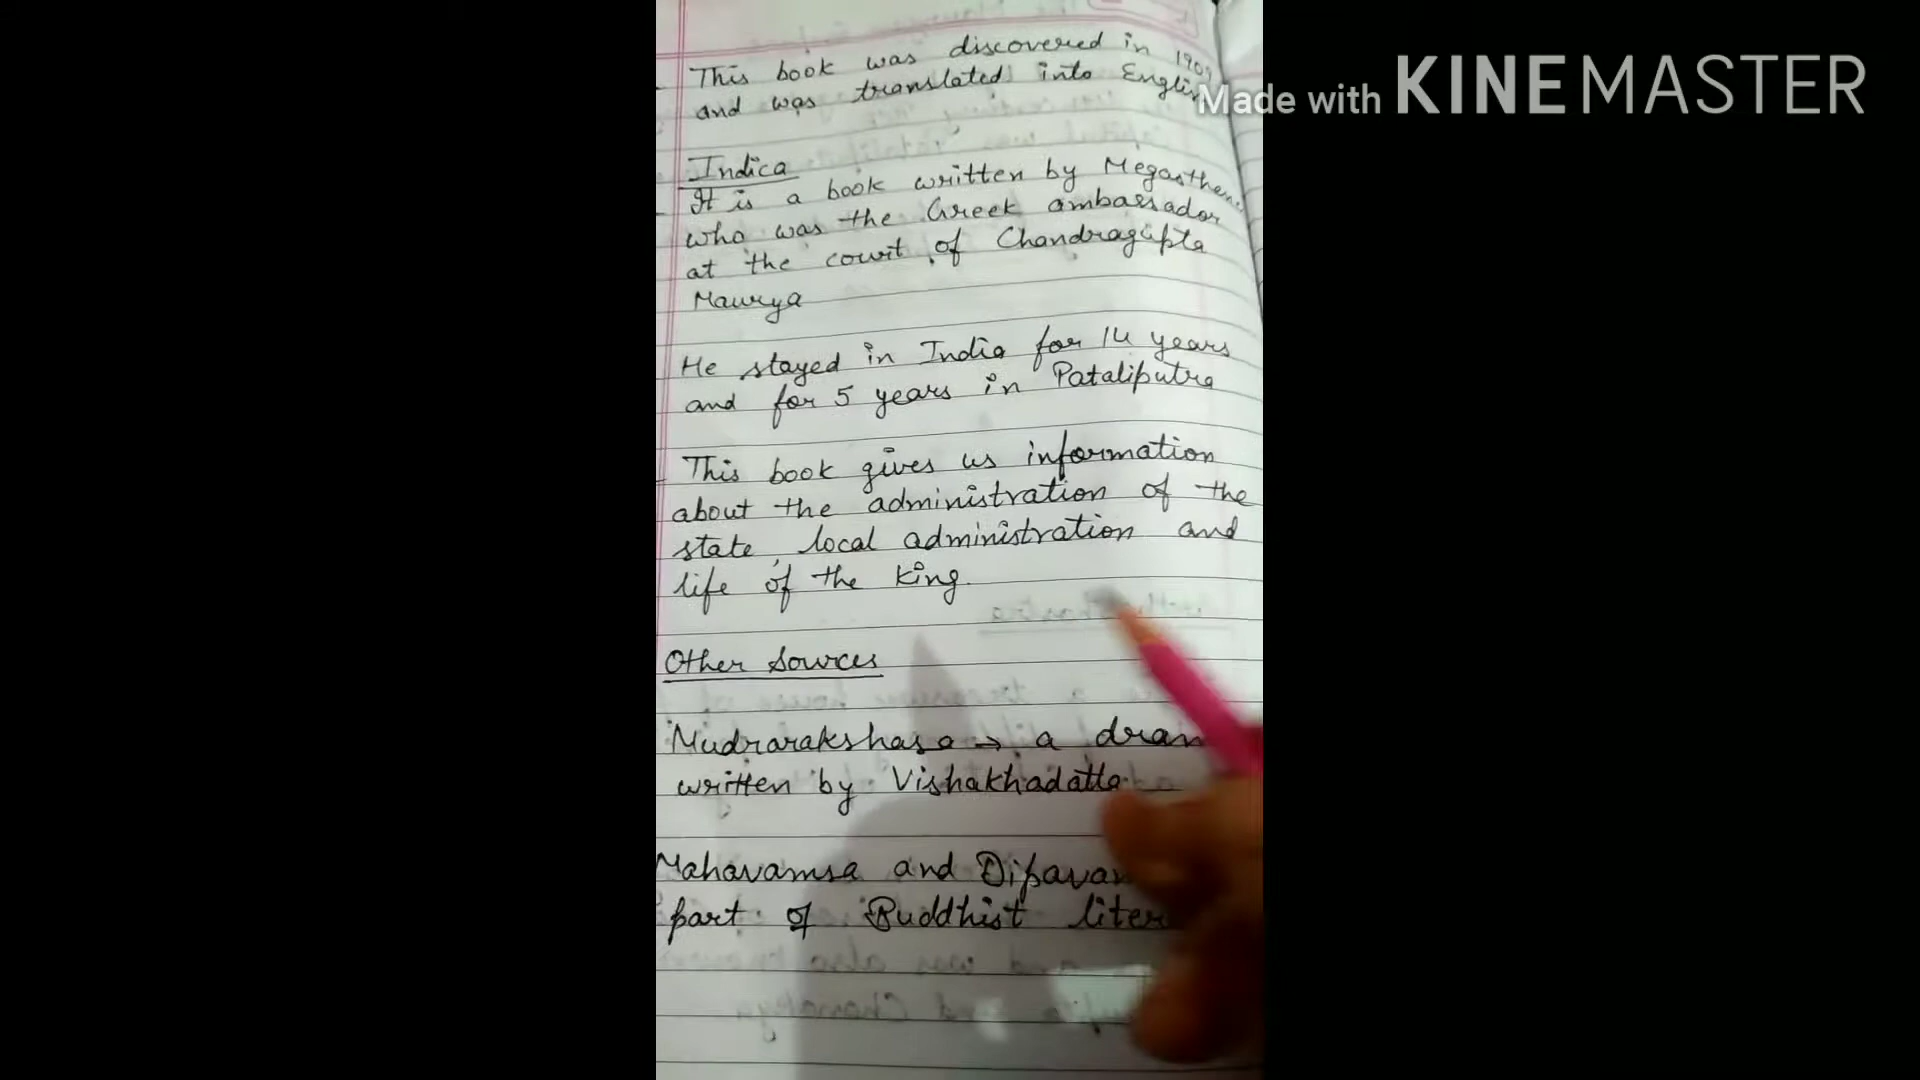 This book was discovered in 1909
and was translated into English
Made with KINEMASTER
Indica
It is a book written by Megasthenes
who was the Greek ambassador
at the court of Chandragupta
Maurya
He stayed in India for 14 years
and for 5 years in Pataliputra
This book gives us information
about the administration of the
state, local administration and
life of the king.
Other Sources
Mudrarakshasa → a
written by Vishakhadatta.
Mahavamsa and
part of Buddhist